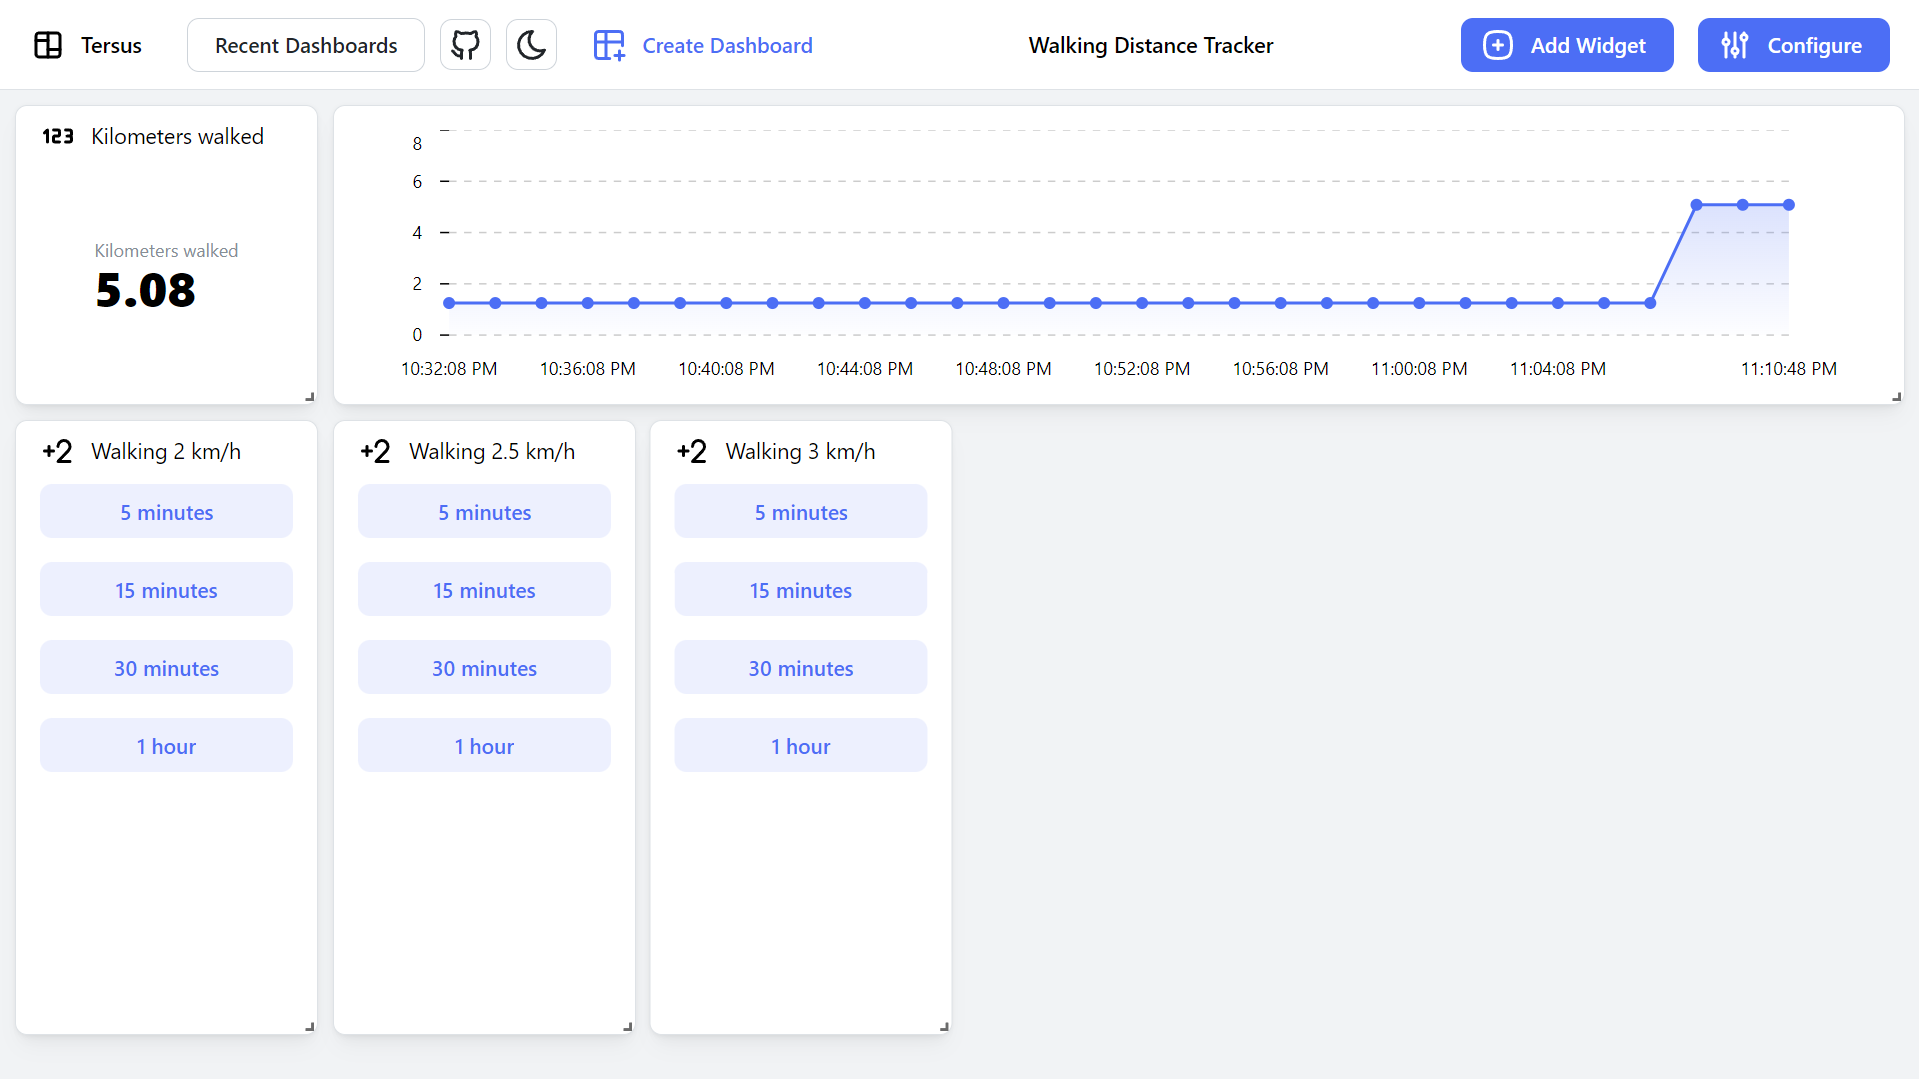 Tersus
Recent Dashboards
Create Dashboard
Walking Distance Tracker
Add Widget
Configure
123 Kilometers walked
Kilometers walked
5.08
8
6
4
2
0
10:32:08 PM 10:36:08 PM 10:40:08 PM 10:44:08 PM 10:48:08 PM 10:52:08 PM 10:56:08 PM 11:00:08 PM 11:04:08 PM 11:10:48 PM
+2 Walking 2 km/h
5 minutes
15 minutes
30 minutes
1 hour
+2 Walking 2.5 km/h
5 minutes
15 minutes
30 minutes
1 hour
+2 Walking 3 km/h
5 minutes
15 minutes
30 minutes
1 hour